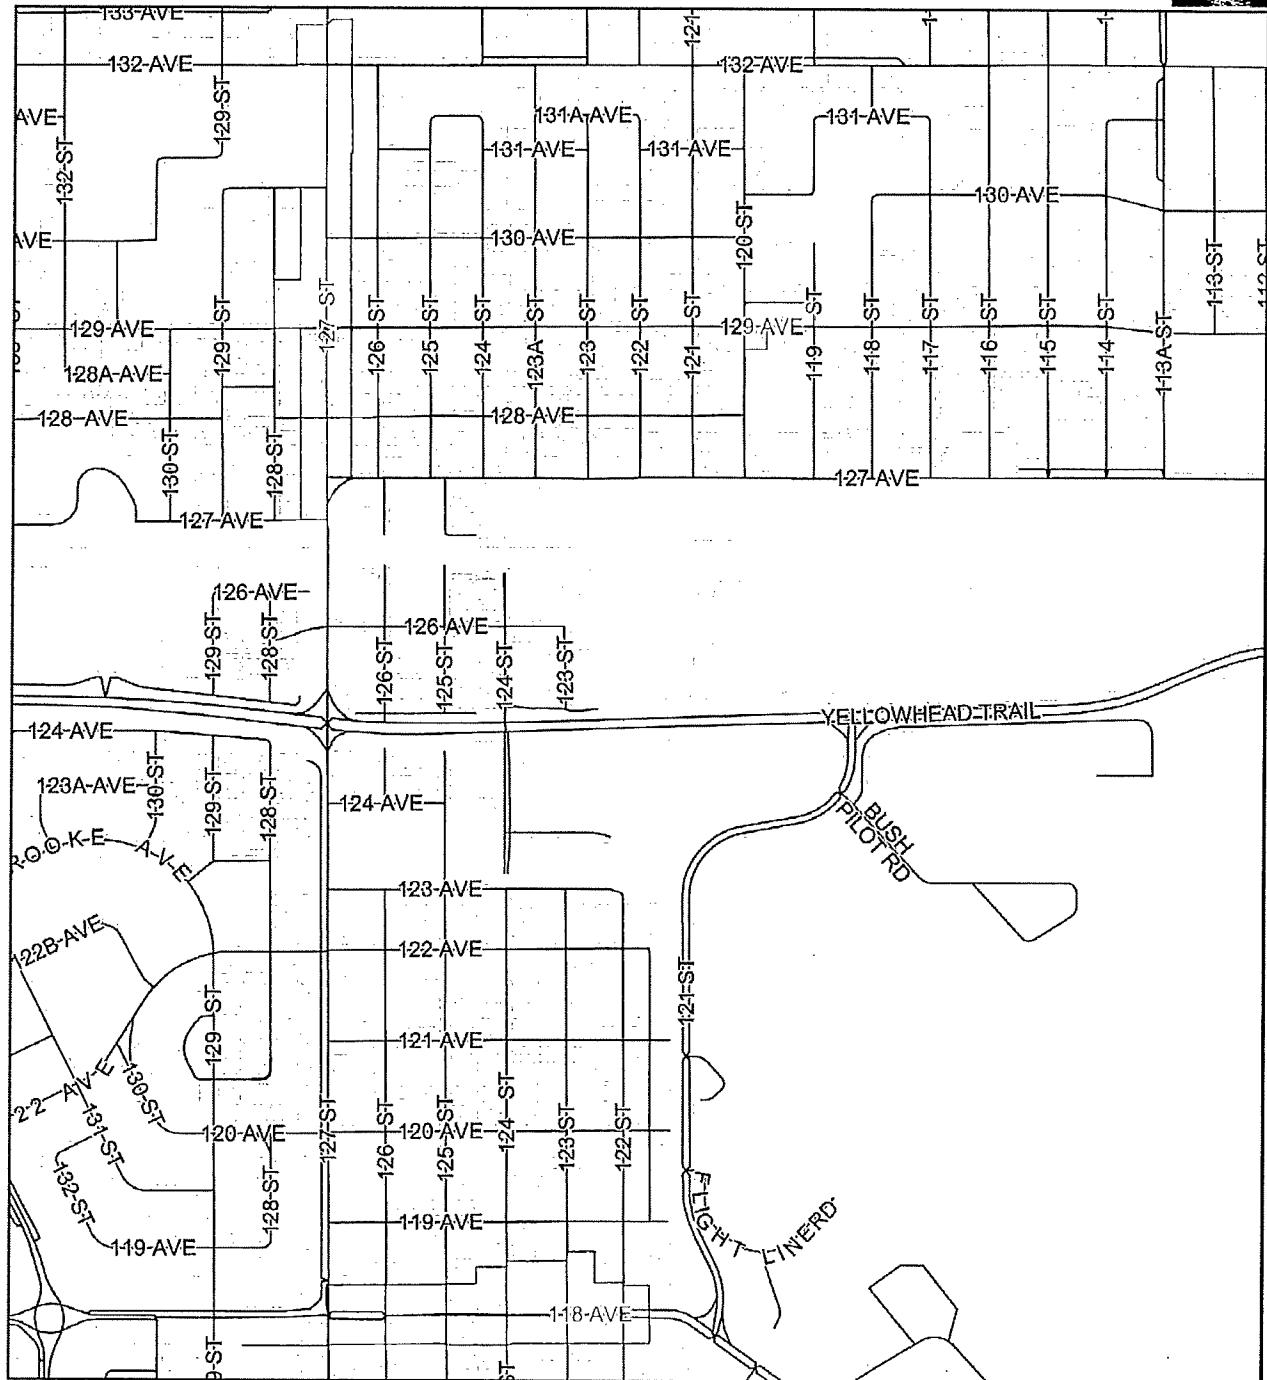 133 AVE
121
132 AVE
132 AVE
129 ST
AVE
131A AVE
131 AVE
131 AVE
131 AVE
132 ST
130 AVE
120 ST
AVE
130 AVE
113 ST
127 ST
126 ST
125 ST
124 ST
123A ST
123 ST
122 ST
121 ST
119 ST
118 ST
117 ST
116 ST
115 ST
114 ST
113A ST
129 AVE
129 ST
129 AVE
128A AVE
128 AVE
128 AVE
130 ST
128 ST
127 AVE
127 AVE
126 AVE
126 AVE
129 ST
128 ST
126 ST
125 ST
124 ST
123 ST
YELLOWHEAD TRAIL
124 AVE
123A AVE
130 ST
129 ST
128 ST
124 AVE
BUSH
PILOT RD
AVE
123 AVE
122B AVE
122 AVE
129 ST
121 ST
121 AVE
22 AVE
130 ST
131 ST
120 AVE
127 ST
126 ST
125 ST
120 AVE
124 ST
123 ST
122 ST
132 ST
128 ST
119 AVE
119 AVE
FLIGHT LINE RD
118 AVE
9 ST
ST